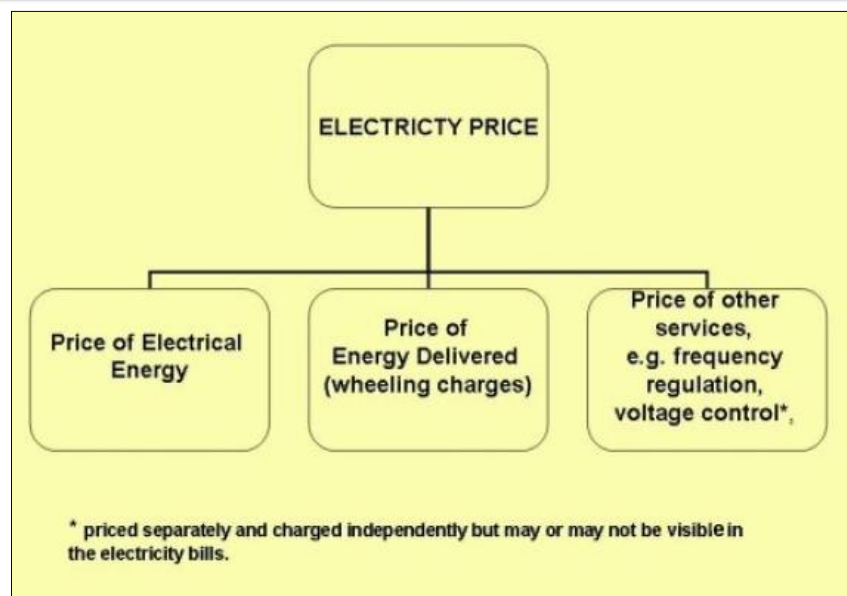 ELECTRICTY PRICE
Price of Electrical
Energy
Price of
Energy Delivered
(wheeling charges)
Price of other
services,
e.g. frequency
regulation,
voltage control*,
* priced separately and charged independently but may or may not be visible in
the electricity bills.